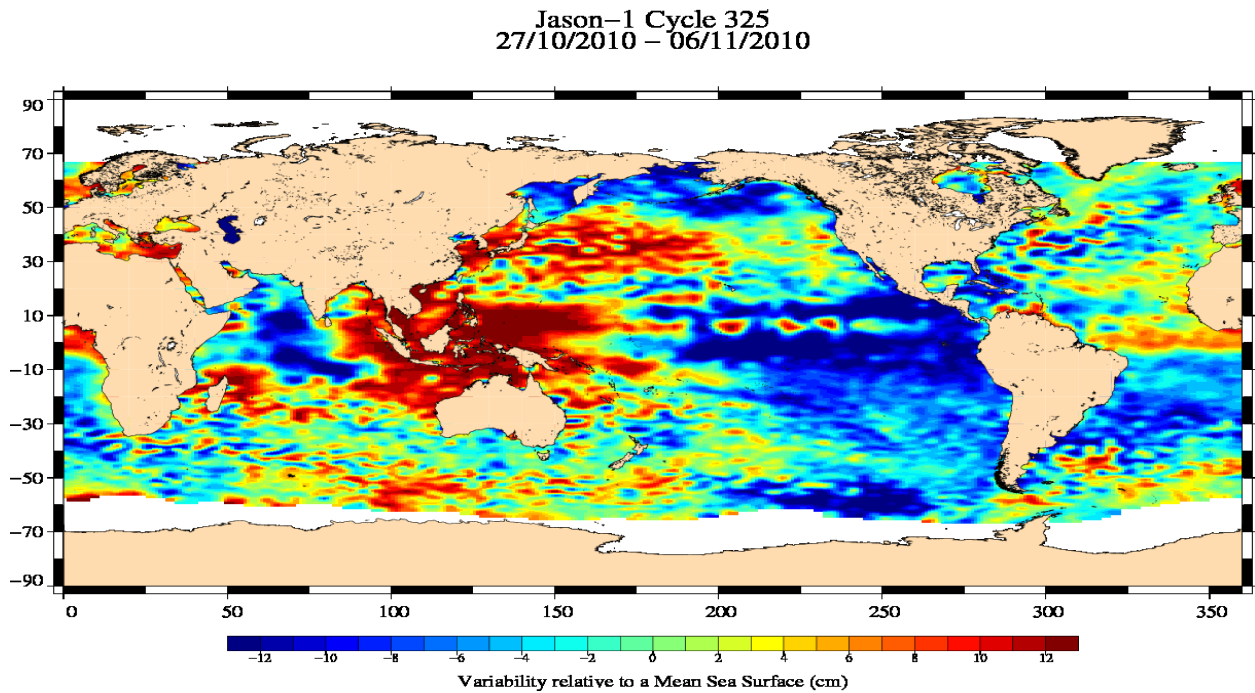 Jason−1 Cycle 325
27/10/2010 − 06/11/2010
90
70
50
30
10
−10
−30
−50
−70
−90
0 50 100 150 200 250 300 350
−12 −10 −8 −6 −4 −2 0 2 4 6 8 10 12
Variability relative to a Mean Sea Surface (cm)